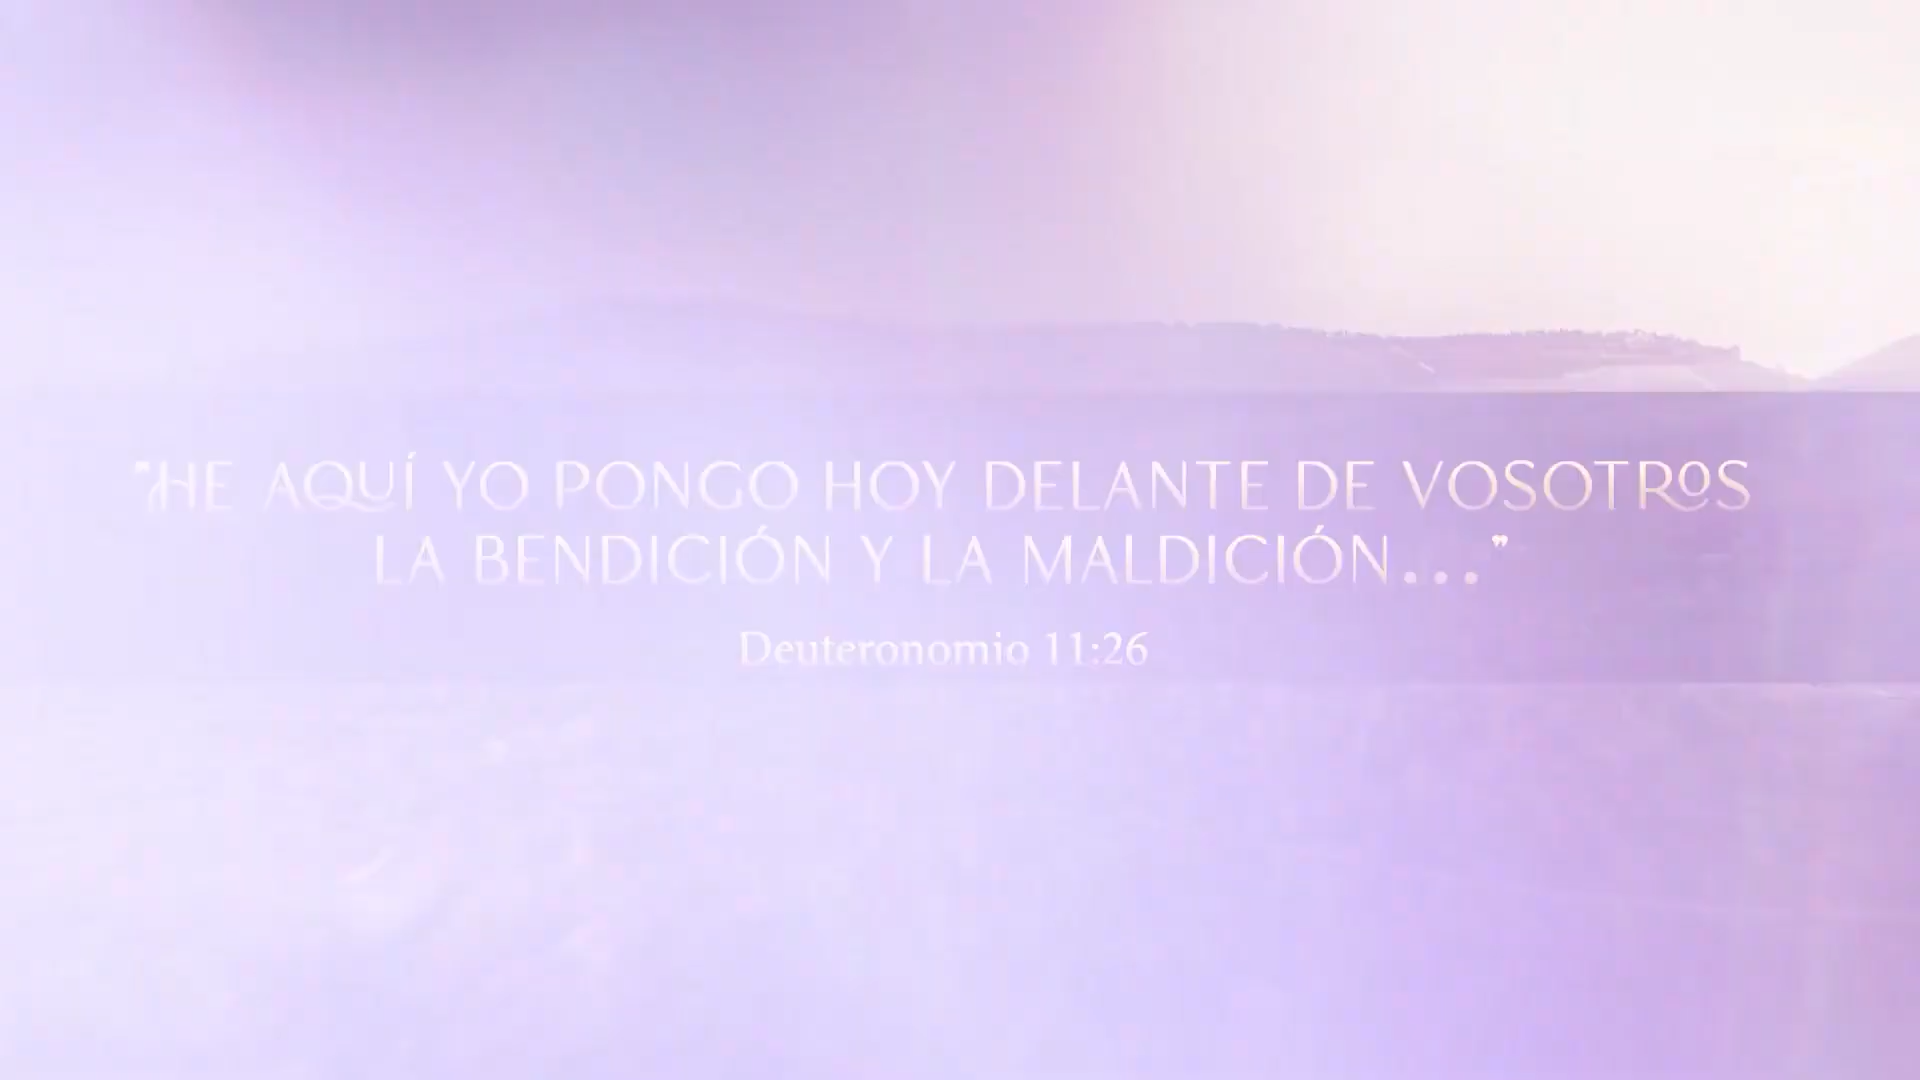 "HE AQUÍ YO PONGO HOY DELANTE DE VOSOTROS
LA BENDICIÓN Y LA MALDICIÓN..."
Deuteronomio 11:26